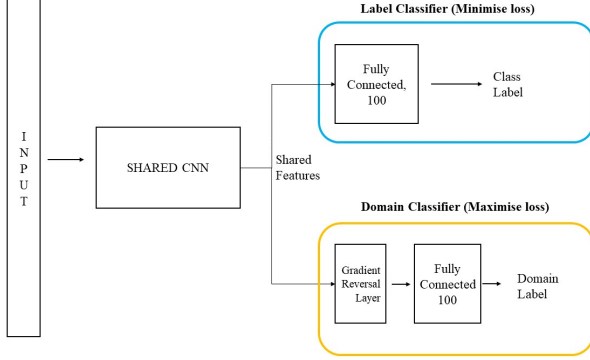 Label Classifier (Minimise loss)
I
N
P
U
T
SHARED CNN
Shared
Features
Fully
Connected,
100
Class
Label
Domain Classifier (Maximise loss)
Gradient
Reversal
Layer
Fully
Connected
100
Domain
Label